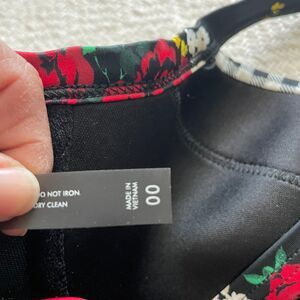 DO NOT IRON
DRY CLEAN
MADE IN
VIETNAM
00